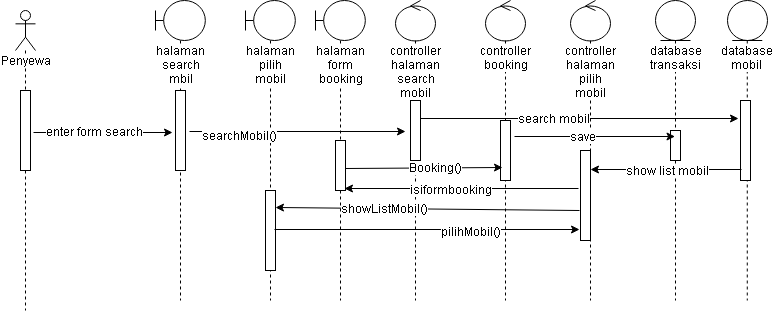 Penyewa
halaman
search
mbil
halaman
pilih
mobil
halaman
form
booking
controller
halaman
search
mobil
controller
booking
controller
halaman
pilih
mobil
database
transaksi
database
mobil
enter form search
searchMobil()
search mobil
save
Booking()
show list mobil
isiformbooking
showListMobil()
pilihMobil()